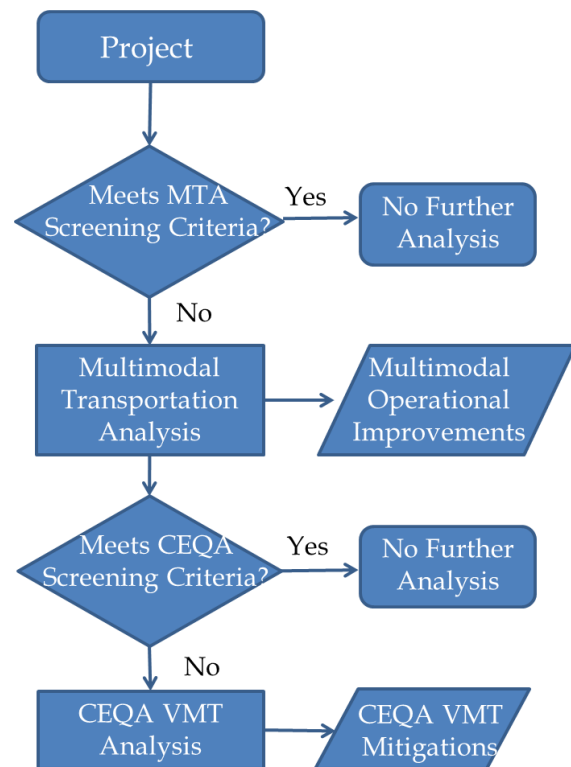 Project
Meets MTA
Screening Criteria?
Yes
No Further
Analysis
No
Multimodal
Transportation
Analysis
Multimodal
Operational
Improvements
Meets CEQA
Screening Criteria?
Yes
No Further
Analysis
No
CEQA VMT
Analysis
CEQA VMT
Mitigations